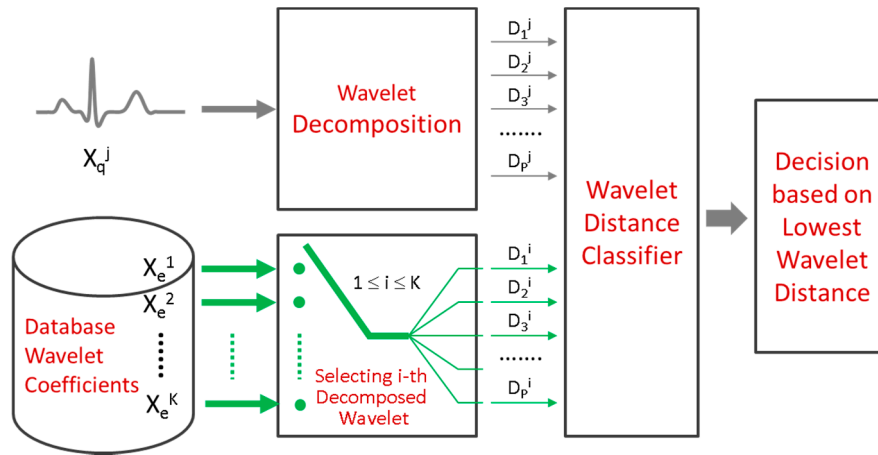 X_q^j
Wavelet
Decomposition
D_1^j
D_2^j
D_3^j
.......
D_P^j
Wavelet
Distance
Classifier
Decision
based on
Lowest
Wavelet
Distance
Database
Wavelet
Coefficients
X_e^1
X_e^2
X_e^K
1 ≤ i ≤ K
Selecting i-th
Decomposed
Wavelet
D_1^i
D_2^i
D_3^i
.......
D_P^i